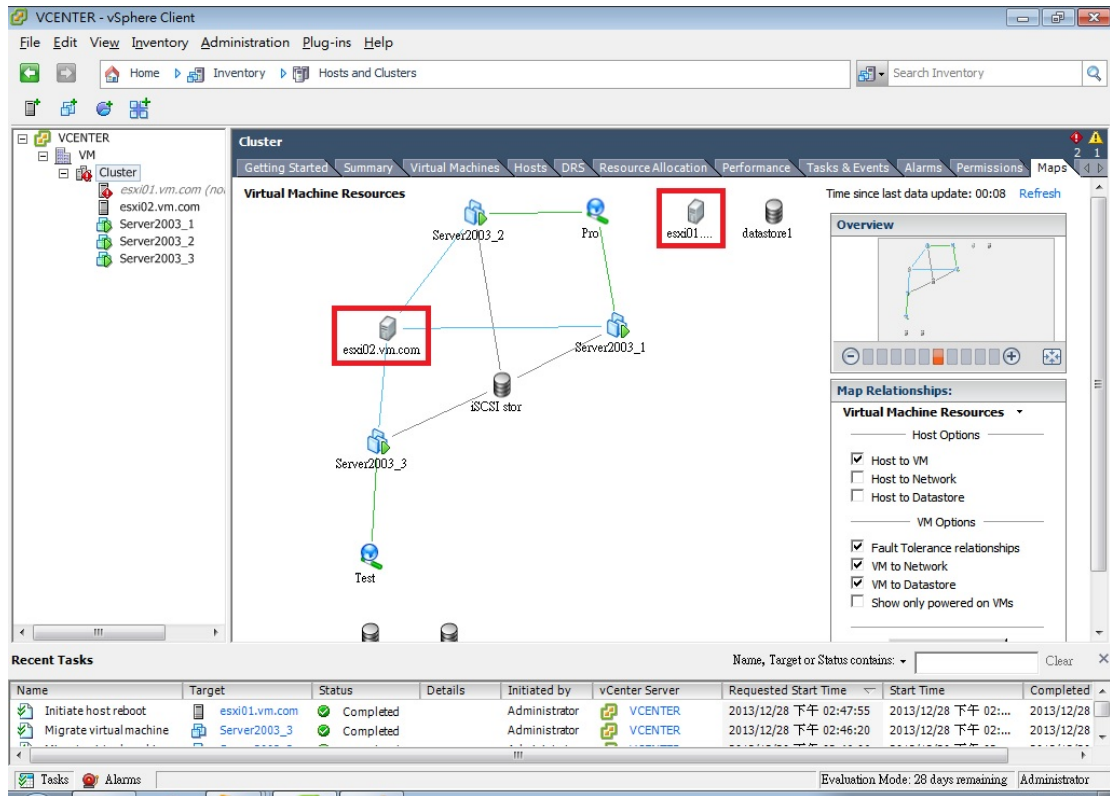 VCENTER - vSphere Client
File Edit View Inventory Administration Plug-ins Help
Home Inventory Hosts and Clusters
Search Inventory
VCENTER
VM
Cluster
esxi01.vm.com
esxi02.vm.com
Server2003_1
Server2003_2
Server2003_3
Cluster
2 1
Getting Started Summary Virtual Machines Hosts DRS Resource Allocation Performance Tasks & Events Alarms Permissions Maps
Virtual Machine Resources
Time since last data update: 00:08 Refresh
Server2003_2
Pro
esxi01....
datastore1
esxi02.vm.com
Server2003_1
iSCSI stor
Server2003_3
Test
Overview
Map Relationships:
Virtual Machine Resources
Host Options
Host to VM
Host to Network
Host to Datastore
VM Options
Fault Tolerance relationships
VM to Network
VM to Datastore
Show only powered on VMs
Recent Tasks
Name, Target or Status contains:
Clear
Name Target Status Details Initiated by vCenter Server Requested Start Time Start Time Completed
Initiate host reboot esxi01.vm.com Completed Administrator VCENTER 2013/12/28 下午 02:47:55 2013/12/28 下午 02:... 2013/12/28
Migrate virtual machine Server2003_3 Completed Administrator VCENTER 2013/12/28 下午 02:46:20 2013/12/28 下午 02:... 2013/12/28
Tasks Alarms
Evaluation Mode: 28 days remaining Administrator